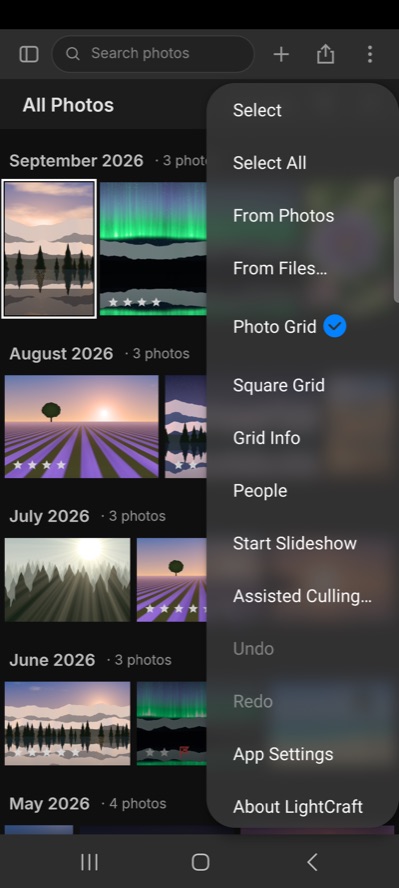 Search photos
All Photos
September 2026 · 3
August 2026 · 3 photos
July 2026 · 3 photos
June 2026 · 3 photos
May 2026 · 4 photos
Select
Select All
From Photos
From Files...
Photo Grid
Square Grid
Grid Info
People
Start Slideshow
Assisted Culling...
Undo
Redo
App Settings
About LightCraft